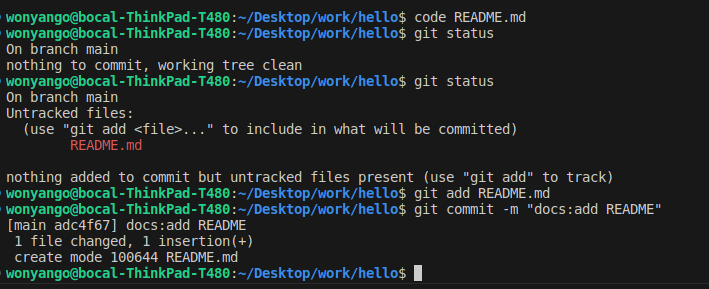 wonyango@bocal-ThinkPad-T480:~/Desktop/work/hello$ code README.md
wonyango@bocal-ThinkPad-T480:~/Desktop/work/hello$ git status
On branch main
nothing to commit, working tree clean
wonyango@bocal-ThinkPad-T480:~/Desktop/work/hello$ git status
On branch main
Untracked files:
  (use "git add <file>..." to include in what will be committed)
        README.md

nothing added to commit but untracked files present (use "git add" to track)
wonyango@bocal-ThinkPad-T480:~/Desktop/work/hello$ git add README.md
wonyango@bocal-ThinkPad-T480:~/Desktop/work/hello$ git commit -m "docs:add README"
[main adc4f67] docs:add README
 1 file changed, 1 insertion(+)
 create mode 100644 README.md
wonyango@bocal-ThinkPad-T480:~/Desktop/work/hello$